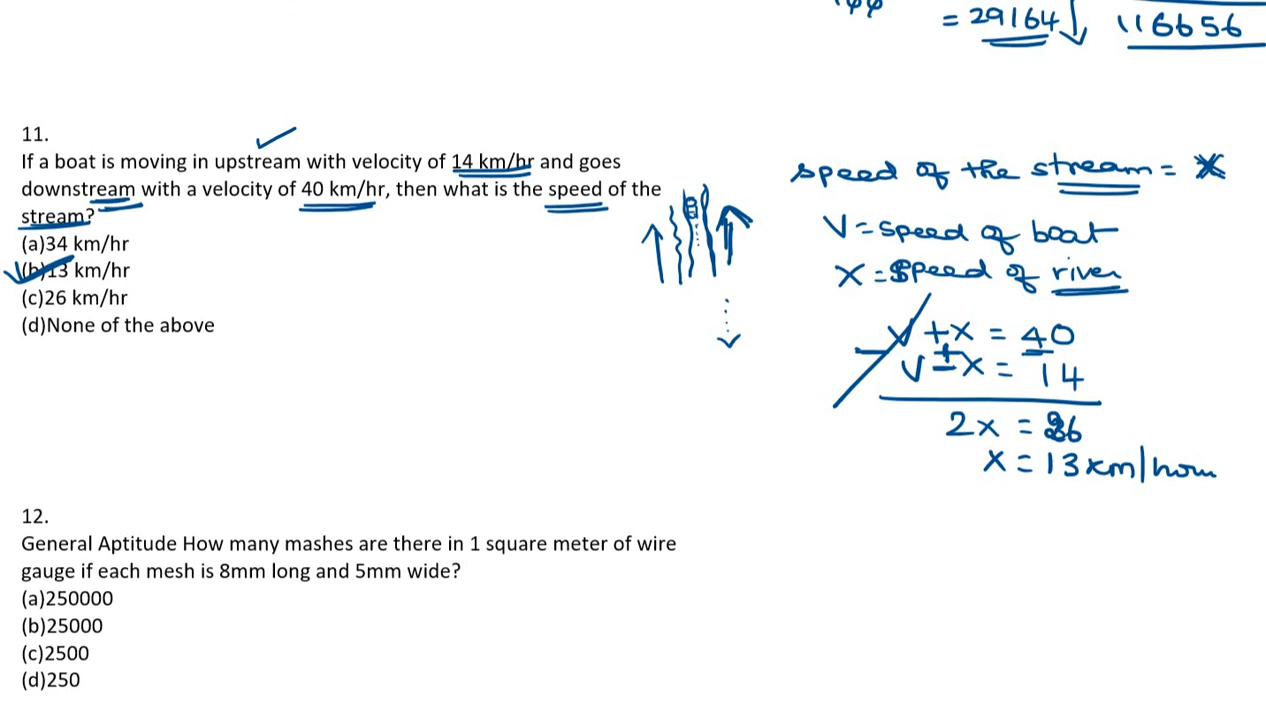 = 29164 116656
11.
If a boat is moving in upstream with velocity of 14 km/hr and goes
downstream with a velocity of 40 km/hr, then what is the speed of the
stream?
(a)34 km/hr
(b)13 km/hr
(c)26 km/hr
(d)None of the above
speed of the stream = X
V = speed of boat
X = speed of river
V + X = 40
V - X = 14
2X = 26
X = 13 km/hour
12.
General Aptitude How many mashes are there in 1 square meter of wire
gauge if each mesh is 8mm long and 5mm wide?
(a)250000
(b)25000
(c)2500
(d)250